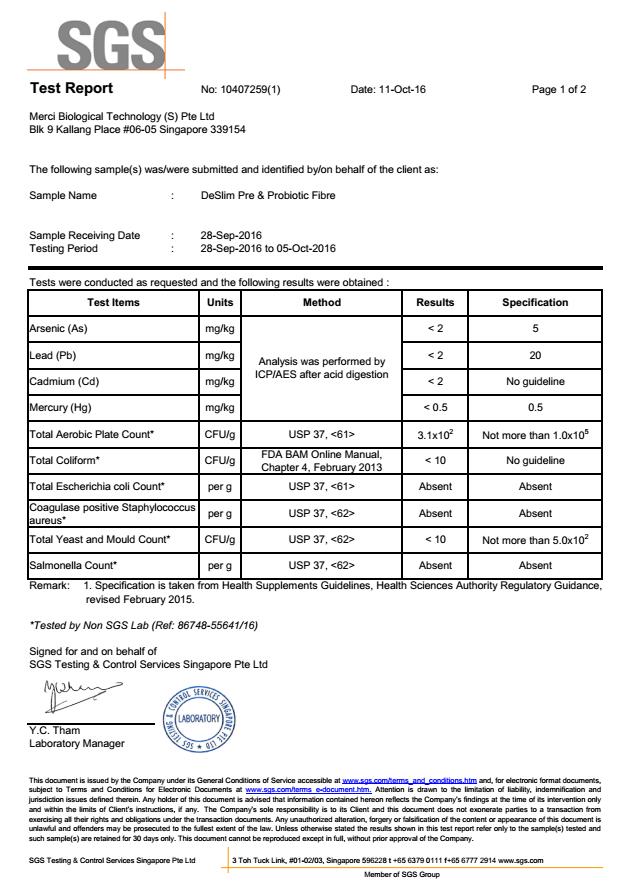 SGS
Test Report No: 10407259(1) Date: 11-Oct-16 Page 1 of 2
Merci Biological Technology (S) Pte Ltd
Blk 9 Kallang Place #06-05 Singapore 339154
The following sample(s) was/were submitted and identified by/on behalf of the client as:
Sample Name : DeSlim Pre & Probiotic Fibre
Sample Receiving Date : 28-Sep-2016
Testing Period : 28-Sep-2016 to 05-Oct-2016
Tests were conducted as requested and the following results were obtained :
Test Items Units Method Results Specification
Arsenic (As) mg/kg < 2 5
Lead (Pb) mg/kg < 2 20
Analysis was performed by
ICP/AES after acid digestion
Cadmium (Cd) mg/kg < 2 No guideline
Mercury (Hg) mg/kg < 0.5 0.5
Total Aerobic Plate Count* CFU/g USP 37, <61> 3.1x10² Not more than 1.0x10⁵
Total Coliform* CFU/g FDA BAM Online Manual, < 10 No guideline
Chapter 4, February 2013
Total Escherichia coli Count* per g USP 37, <61> Absent Absent
Coagulase positive Staphylococcus
aureus* per g USP 37, <62> Absent Absent
Total Yeast and Mould Count* CFU/g USP 37, <62> < 10 Not more than 5.0x10²
Salmonella Count* per g USP 37, <62> Absent Absent
Remark: 1. Specification is taken from Health Supplements Guidelines, Health Sciences Authority Regulatory Guidance,
revised February 2015.
*Tested by Non SGS Lab (Ref: 86748-55641/16)
Signed for and on behalf of
SGS Testing & Control Services Singapore Pte Ltd
SGS TESTING & CONTROL SERVICES SINGAPORE PTE LTD ★
LABORATORY
Y.C. Tham
Laboratory Manager
This document is issued by the Company under its General Conditions of Service accessible at www.sgs.com/terms_and_conditions.htm and, for electronic format documents,
subject to Terms and Conditions for Electronic Documents at www.sgs.com/terms_e-document.htm. Attention is drawn to the limitation of liability, indemnification and
jurisdiction issues defined therein. Any holder of this document is advised that information contained hereon reflects the Company's findings at the time of its intervention only
and within the limits of Client's instructions, if any. The Company's sole responsibility is to its Client and this document does not exonerate parties to a transaction from
exercising all their rights and obligations under the transaction documents. Any unauthorized alteration, forgery or falsification of the content or appearance of this document is
unlawful and offenders may be prosecuted to the fullest extent of the law. Unless otherwise stated the results shown in this test report refer only to the sample(s) tested and
such sample(s) are retained for 30 days only. This document cannot be reproduced except in full, without prior approval of the Company.
SGS Testing & Control Services Singapore Pte Ltd 3 Toh Tuck Link, #01-02/03, Singapore 596228 t +65 6379 0111 f+65 6777 2914 www.sgs.com
Member of SGS Group